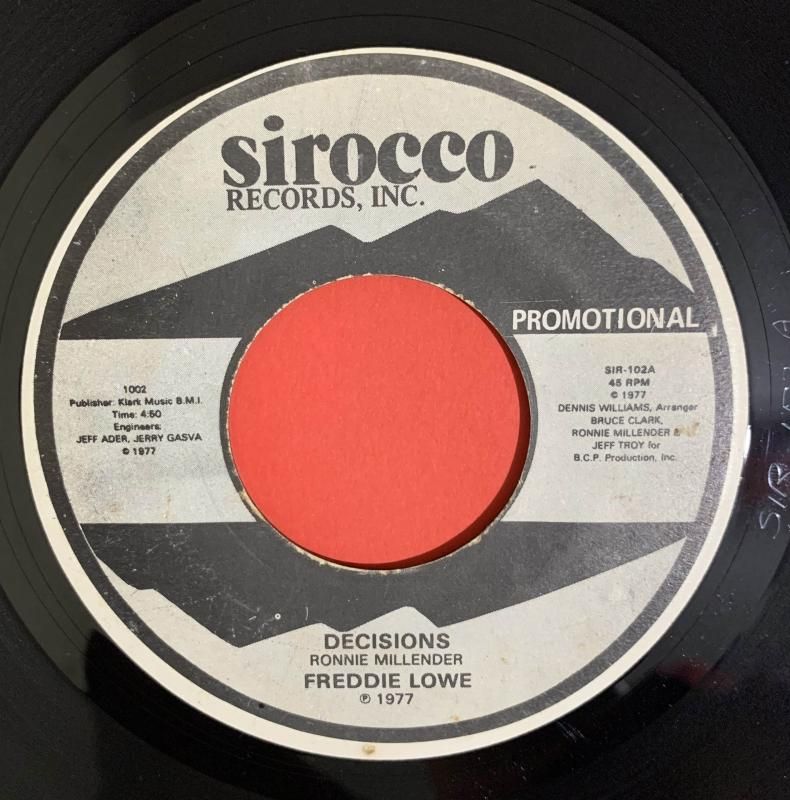 sirocco
RECORDS, INC.
PROMOTIONAL
1002
Publisher: Klark Music B.M.I.
Time: 4:50
Engineers:
JEFF ADER, JERRY GASVA
© 1977
SIR-102A
45 RPM
© 1977
DENNIS WILLIAMS, Arranger
BRUCE CLARK,
RONNIE MILLENDER &
JEFF TROY for
B.C.P. Production, Inc.
DECISIONS
RONNIE MILLENDER
FREDDIE LOWE
℗ 1977